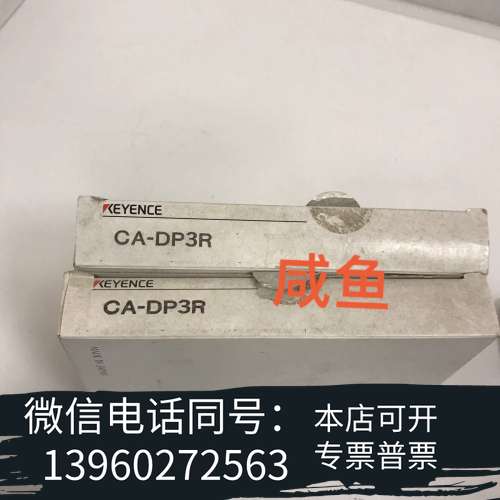 KEYENCE
CA-DP3R
KEYENCE
CA-DP3R
咸鱼
微信电话同号：
13960272563
本店可开
专票普票